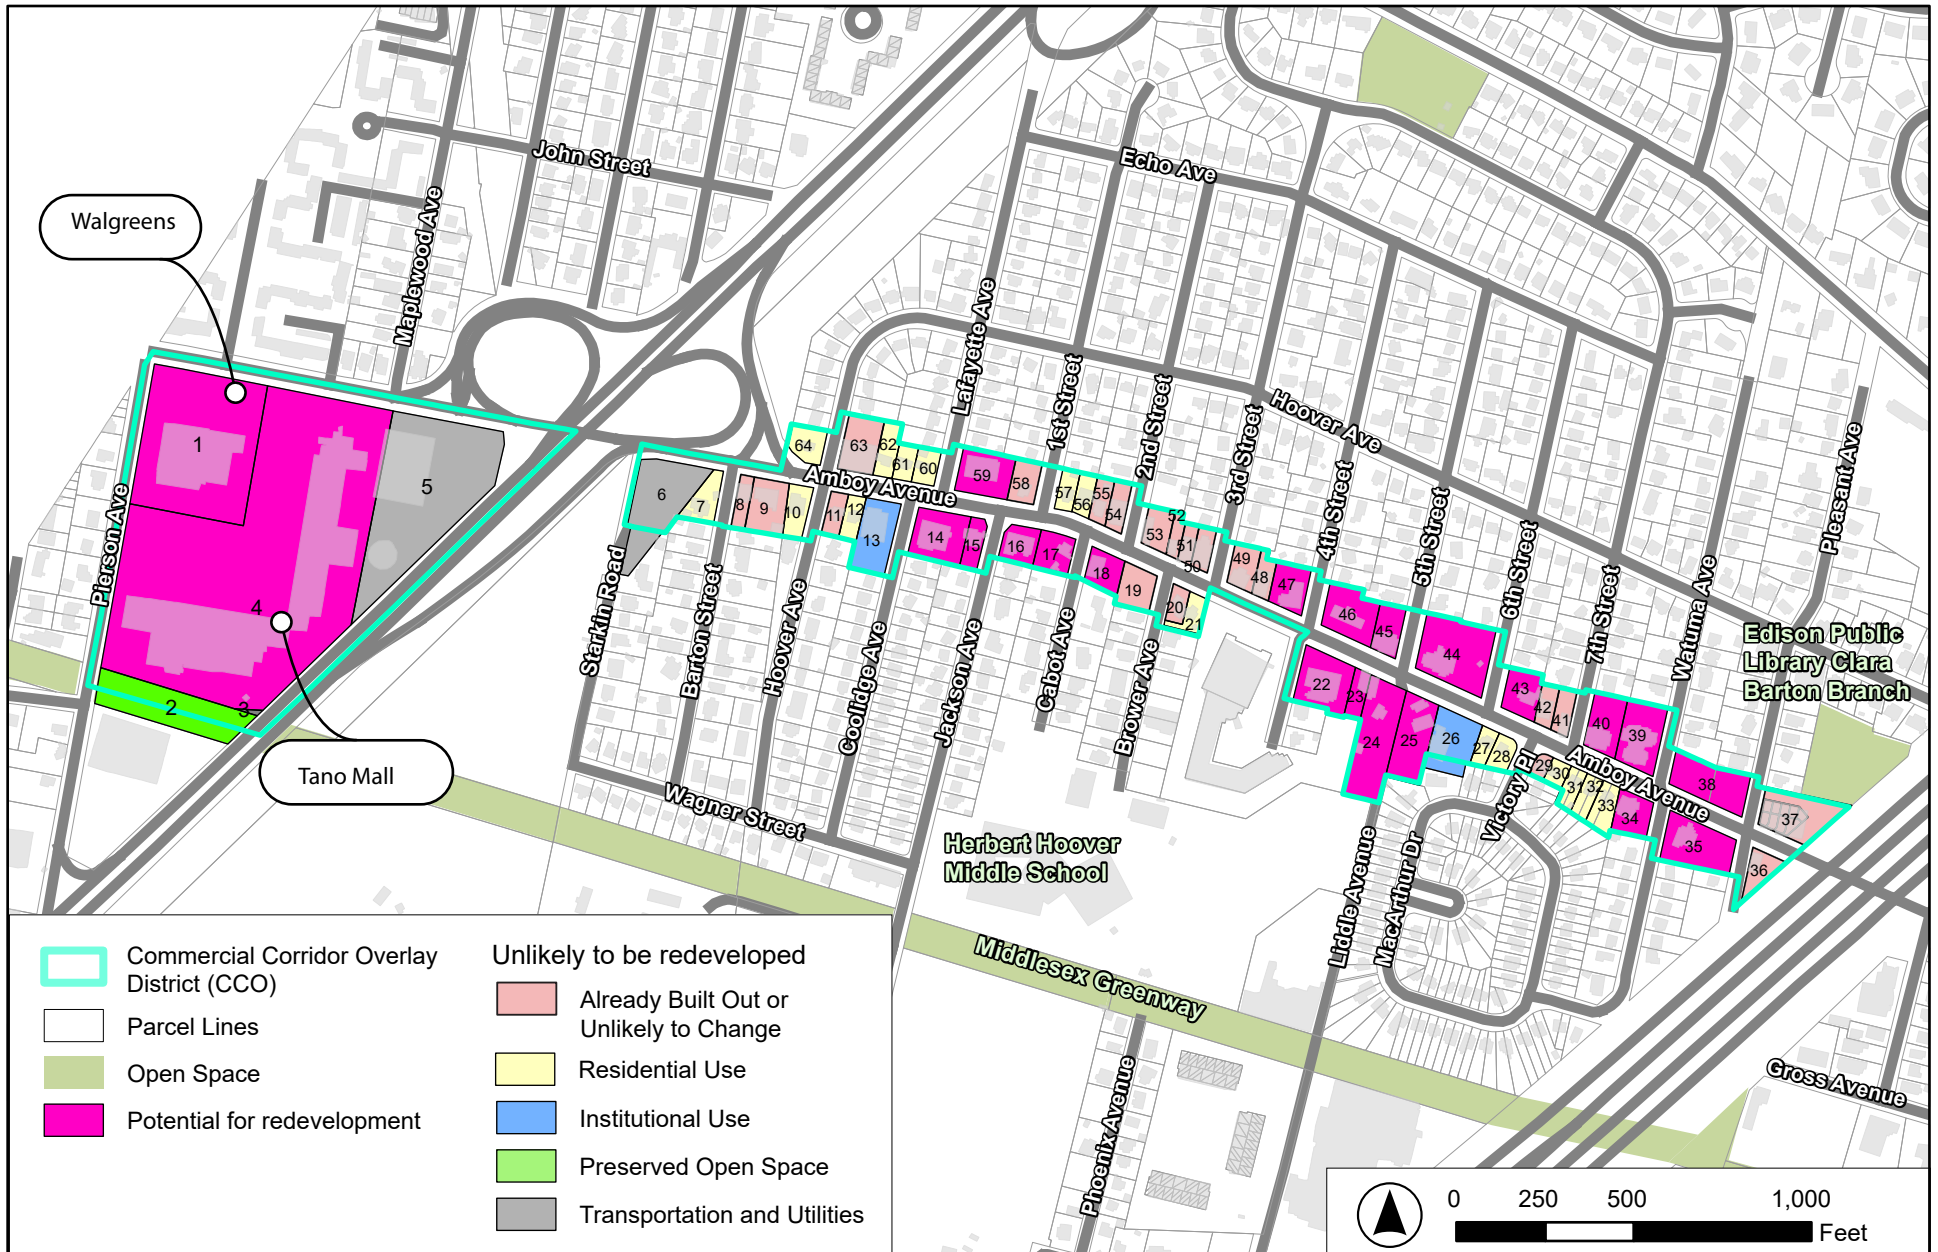 John Street
Echo Ave
Maplewood Ave
Walgreens
Lafayette Ave
1st Street
2nd Street
3rd Street
Hoover Ave
4th Street
5th Street
6th Street
7th Street
Watuma Ave
Pleasant Ave
Pierson Ave
Amboy Avenue
Starkin Road
Barton Street
Hoover Ave
Coolidge Ave
Jackson Ave
Cabot Ave
Brower Ave
Edison Public
Library Clara
Barton Branch
Amboy Avenue
Victory Pl
Wagner Street
Tano Mall
Herbert Hoover
Middle School
Liddle Avenue
MacArthur Dr
Middlesex Greenway
Phoenix Avenue
Gross Avenue
1
2
3
4
5
6
7
8
9
10
11
12
13
14
15
16
17
18
19
20
21
22
23
24
25
26
27
28
29
30
31
32
33
34
35
36
37
38
39
40
41
42
43
44
45
46
47
48
49
50
51
52
53
54
55
56
57
58
59
60
61
62
63
64
Commercial Corridor Overlay
District (CCO)
Parcel Lines
Open Space
Potential for redevelopment
Unlikely to be redeveloped
Already Built Out or
Unlikely to Change
Residential Use
Institutional Use
Preserved Open Space
Transportation and Utilities
0 250 500 1,000
Feet